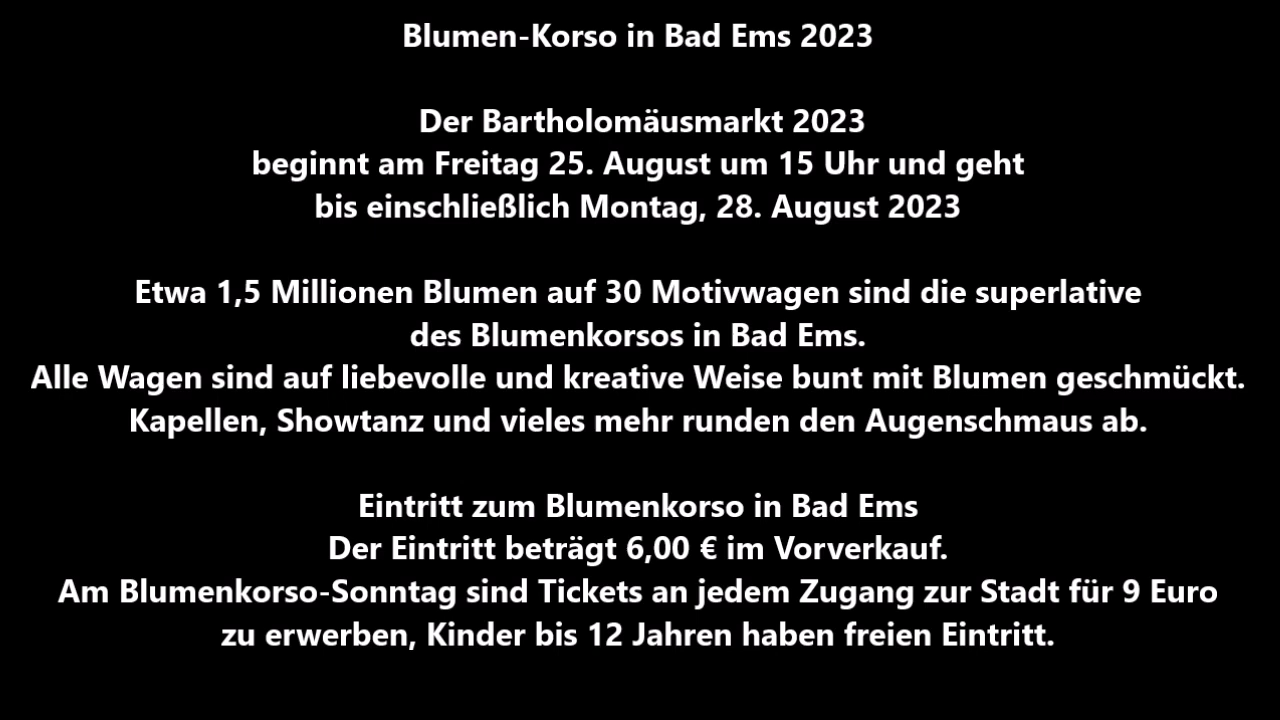 Blumen-Korso in Bad Ems 2023
Der Bartholomäusmarkt 2023
beginnt am Freitag 25. August um 15 Uhr und geht
bis einschließlich Montag, 28. August 2023
Etwa 1,5 Millionen Blumen auf 30 Motivwagen sind die superlative
des Blumenkorsos in Bad Ems.
Alle Wagen sind auf liebevolle und kreative Weise bunt mit Blumen geschmückt.
Kapellen, Showtanz und vieles mehr runden den Augenschmaus ab.
Eintritt zum Blumenkorso in Bad Ems
Der Eintritt beträgt 6,00 € im Vorverkauf.
Am Blumenkorso-Sonntag sind Tickets an jedem Zugang zur Stadt für 9 Euro
zu erwerben, Kinder bis 12 Jahren haben freien Eintritt.